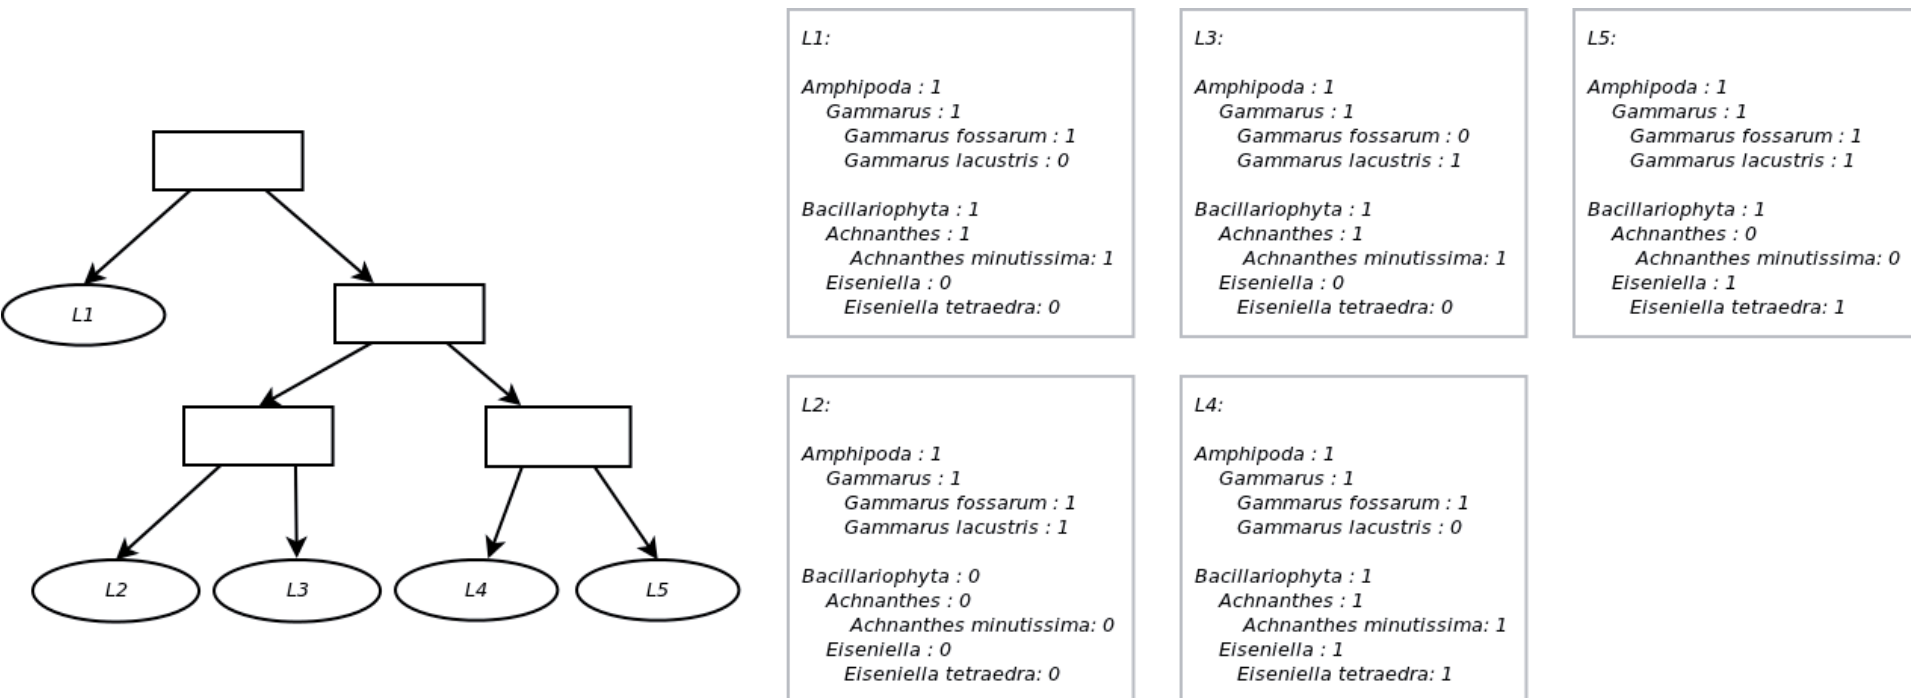 L1
L2
L3
L4
L5
L1:
Amphipoda : 1
Gammarus : 1
Gammarus fossarum : 1
Gammarus lacustris : 0
Bacillariophyta : 1
Achnanthes : 1
Achnanthes minutissima: 1
Eiseniella : 0
Eiseniella tetraedra: 0
L3:
Amphipoda : 1
Gammarus : 1
Gammarus fossarum : 0
Gammarus lacustris : 1
Bacillariophyta : 1
Achnanthes : 1
Achnanthes minutissima: 1
Eiseniella : 0
Eiseniella tetraedra: 0
L5:
Amphipoda : 1
Gammarus : 1
Gammarus fossarum : 1
Gammarus lacustris : 1
Bacillariophyta : 1
Achnanthes : 0
Achnanthes minutissima: 0
Eiseniella : 1
Eiseniella tetraedra: 1
L2:
Amphipoda : 1
Gammarus : 1
Gammarus fossarum : 1
Gammarus lacustris : 1
Bacillariophyta : 0
Achnanthes : 0
Achnanthes minutissima: 0
Eiseniella : 0
Eiseniella tetraedra: 0
L4:
Amphipoda : 1
Gammarus : 1
Gammarus fossarum : 1
Gammarus lacustris : 0
Bacillariophyta : 1
Achnanthes : 1
Achnanthes minutissima: 1
Eiseniella : 1
Eiseniella tetraedra: 1